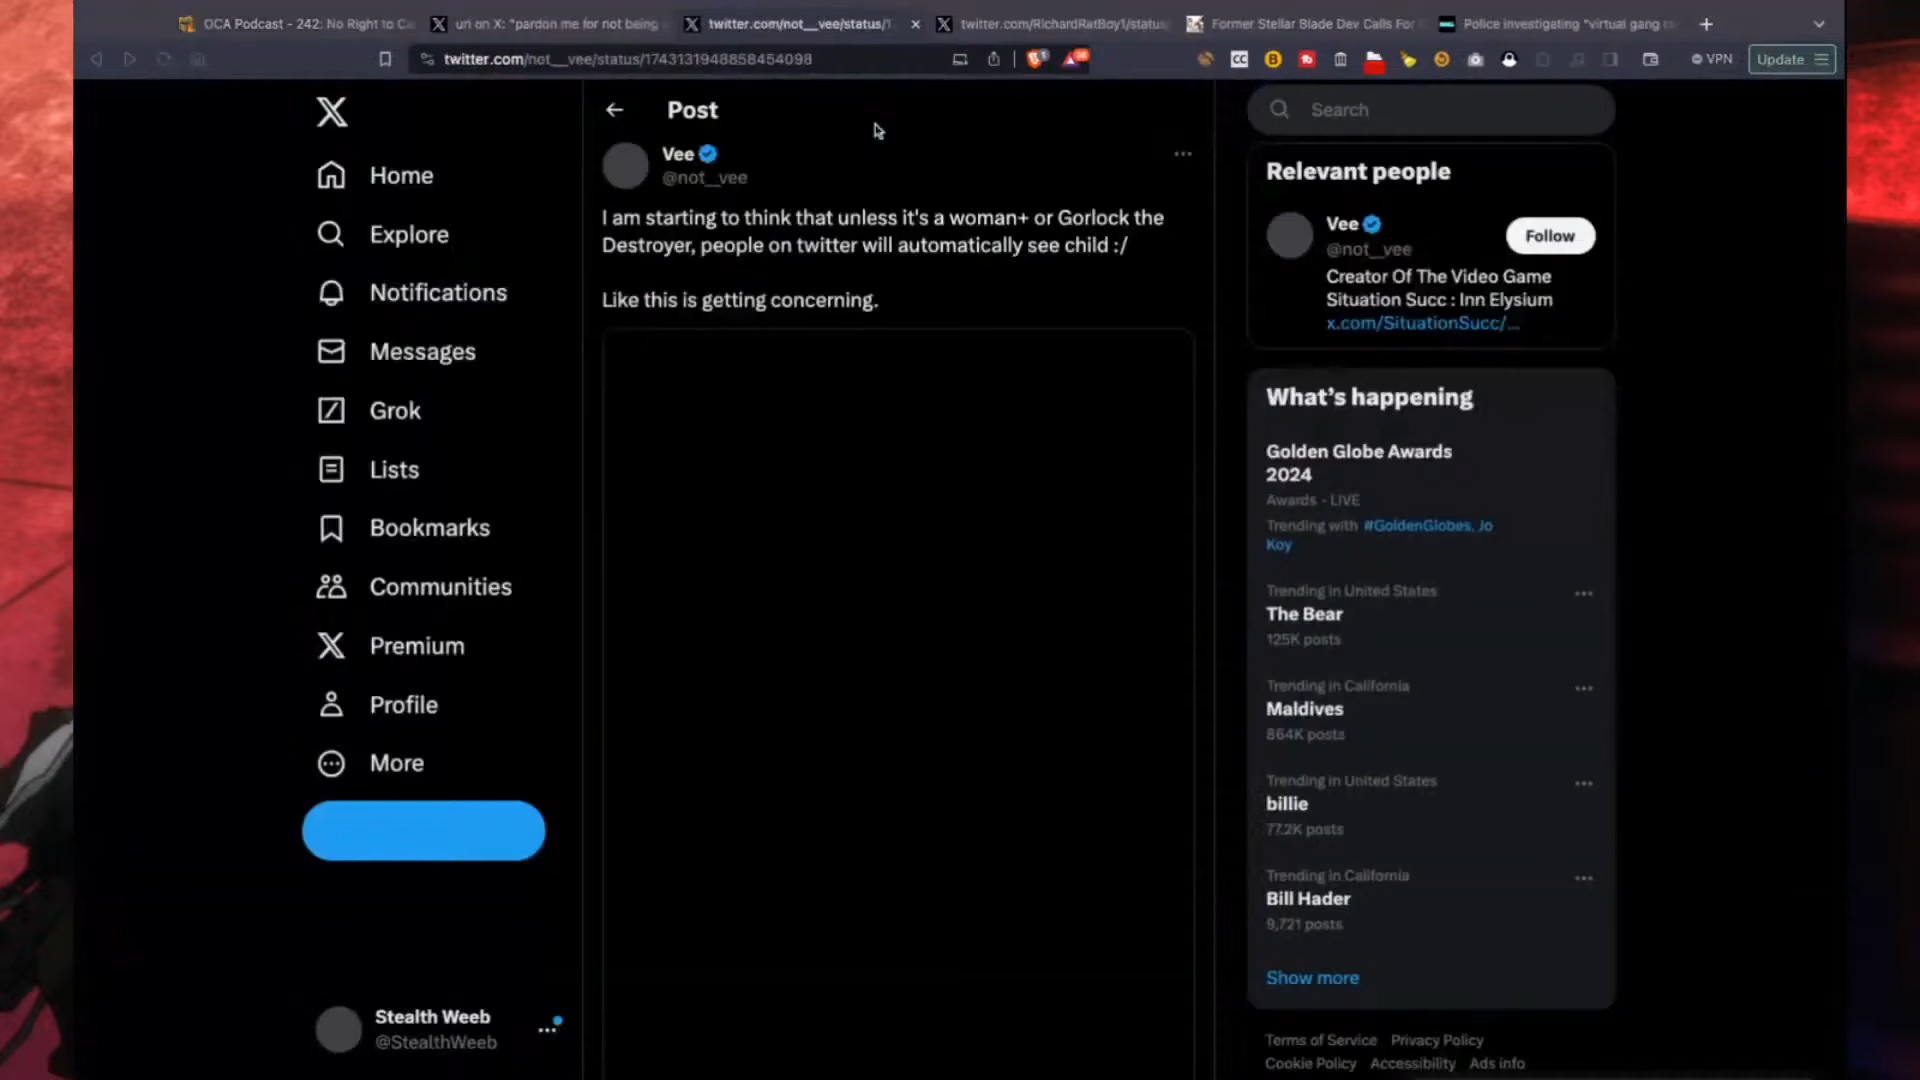 OCA Podcast - 242: No Right to Ca
uri on X: "pardon me for not being
twitter.com/not__vee/status/1
twitter.com/RichardRatBoy1/status
Former Stellar Blade Dev Calls For
Police investigating "virtual gang
twitter.com/not__vee/status/1743131948858454098
CC
VPN
Update
Home
Explore
Notifications
Messages
Grok
Lists
Bookmarks
Communities
Premium
Profile
More
Stealth Weeb
@StealthWeeb
Post
Vee
@not__vee
I am starting to think that unless it's a woman+ or Gorlock the
Destroyer, people on twitter will automatically see child :/
Like this is getting concerning.
Search
Relevant people
Vee
@not__vee
Follow
Creator Of The Video Game
Situation Succ : Inn Elysium
x.com/SituationSucc/...
What's happening
Golden Globe Awards
2024
Awards - LIVE
Trending with #GoldenGlobes, Jo
Koy
Trending in United States
The Bear
125K posts
Trending in California
Maldives
864K posts
Trending in United States
billie
77.2K posts
Trending in California
Bill Hader
9,721 posts
Show more
Terms of Service Privacy Policy
Cookie Policy Accessibility Ads info